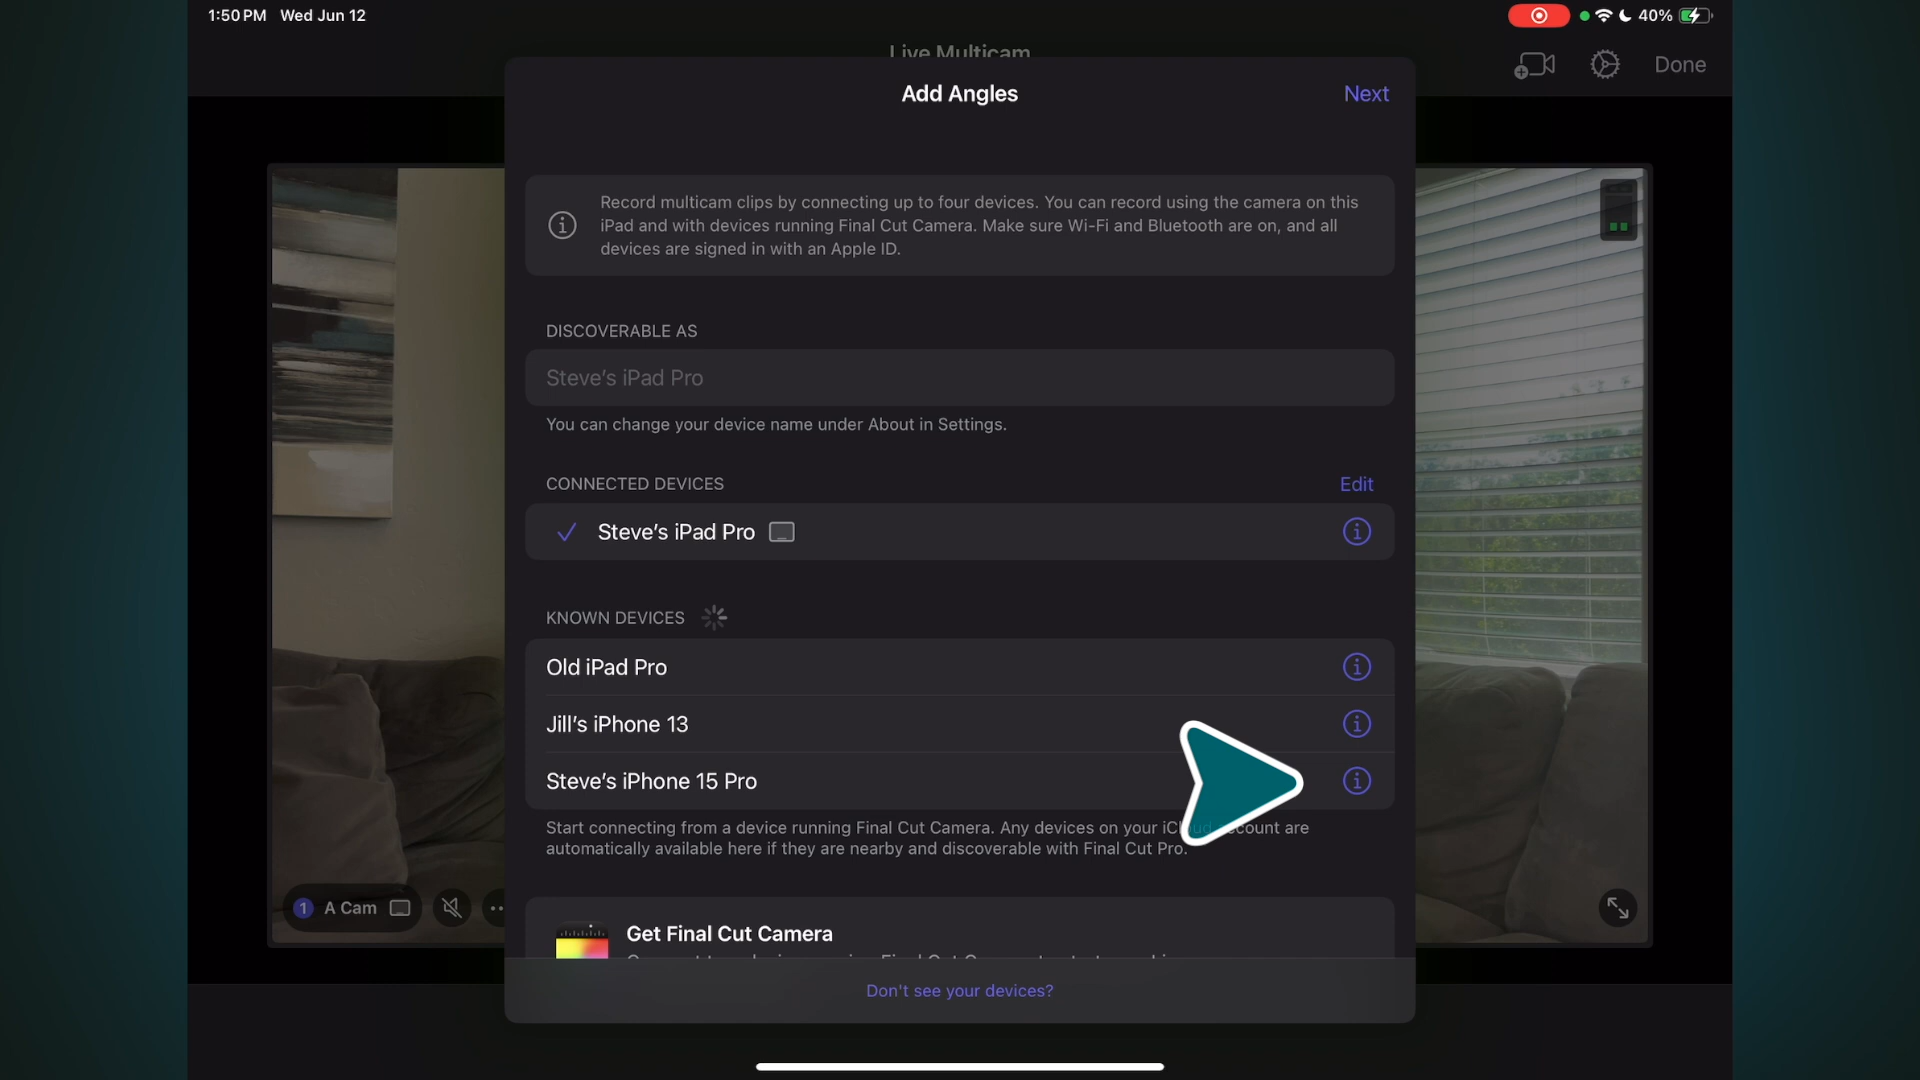 1:50 PM Wed Jun 12
40%
Live Multicam
Done
Add Angles
Next
Record multicam clips by connecting up to four devices. You can record using the camera on this
iPad and with devices running Final Cut Camera. Make sure Wi-Fi and Bluetooth are on, and all
devices are signed in with an Apple ID.
DISCOVERABLE AS
Steve's iPad Pro
You can change your device name under About in Settings.
CONNECTED DEVICES
Edit
Steve's iPad Pro
KNOWN DEVICES
Old iPad Pro
Jill's iPhone 13
Steve's iPhone 15 Pro
Start connecting from a device running Final Cut Camera. Any devices on your iCloud account are
automatically available here if they are nearby and discoverable with Final Cut Pro.
1 A Cam
Get Final Cut Camera
Don't see your devices?